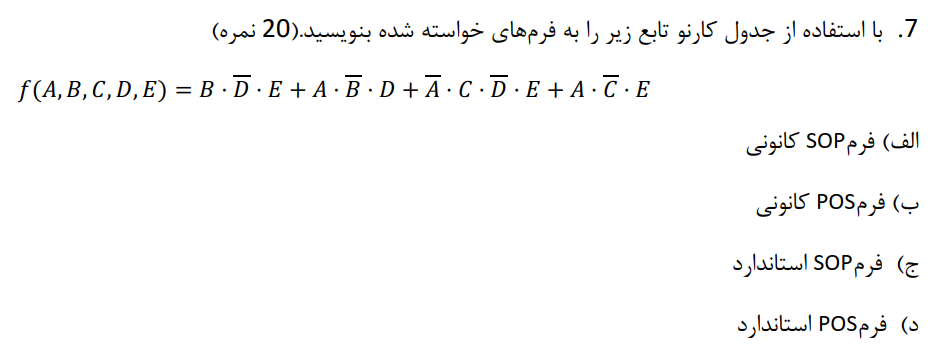 7. با استفاده از جدول کارنو تابع زیر را به فرم‌های خواسته شده بنویسید.(20 نمره)
f(A,B,C,D,E) = B · D̅ · E + A · B̅ · D + A̅ · C · D̅ · E + A · C̅ · E
الف) فرمSOP کانونی
ب) فرمPOS کانونی
ج) فرمSOP استاندارد
د) فرمPOS استاندارد